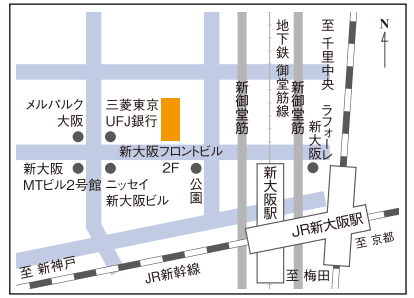 至 千里中央
地下鉄 御堂筋線
N
新御堂筋
新御堂筋
ラフォーレ
新大阪
メルパルク
大阪
三菱東京
UFJ銀行
新大阪フロントビル
2F
新大阪
MTビル2号館
ニッセイ
新大阪ビル
公園
新大阪駅
JR新大阪駅
至 京都
至 新神戸
JR新幹線
至 梅田